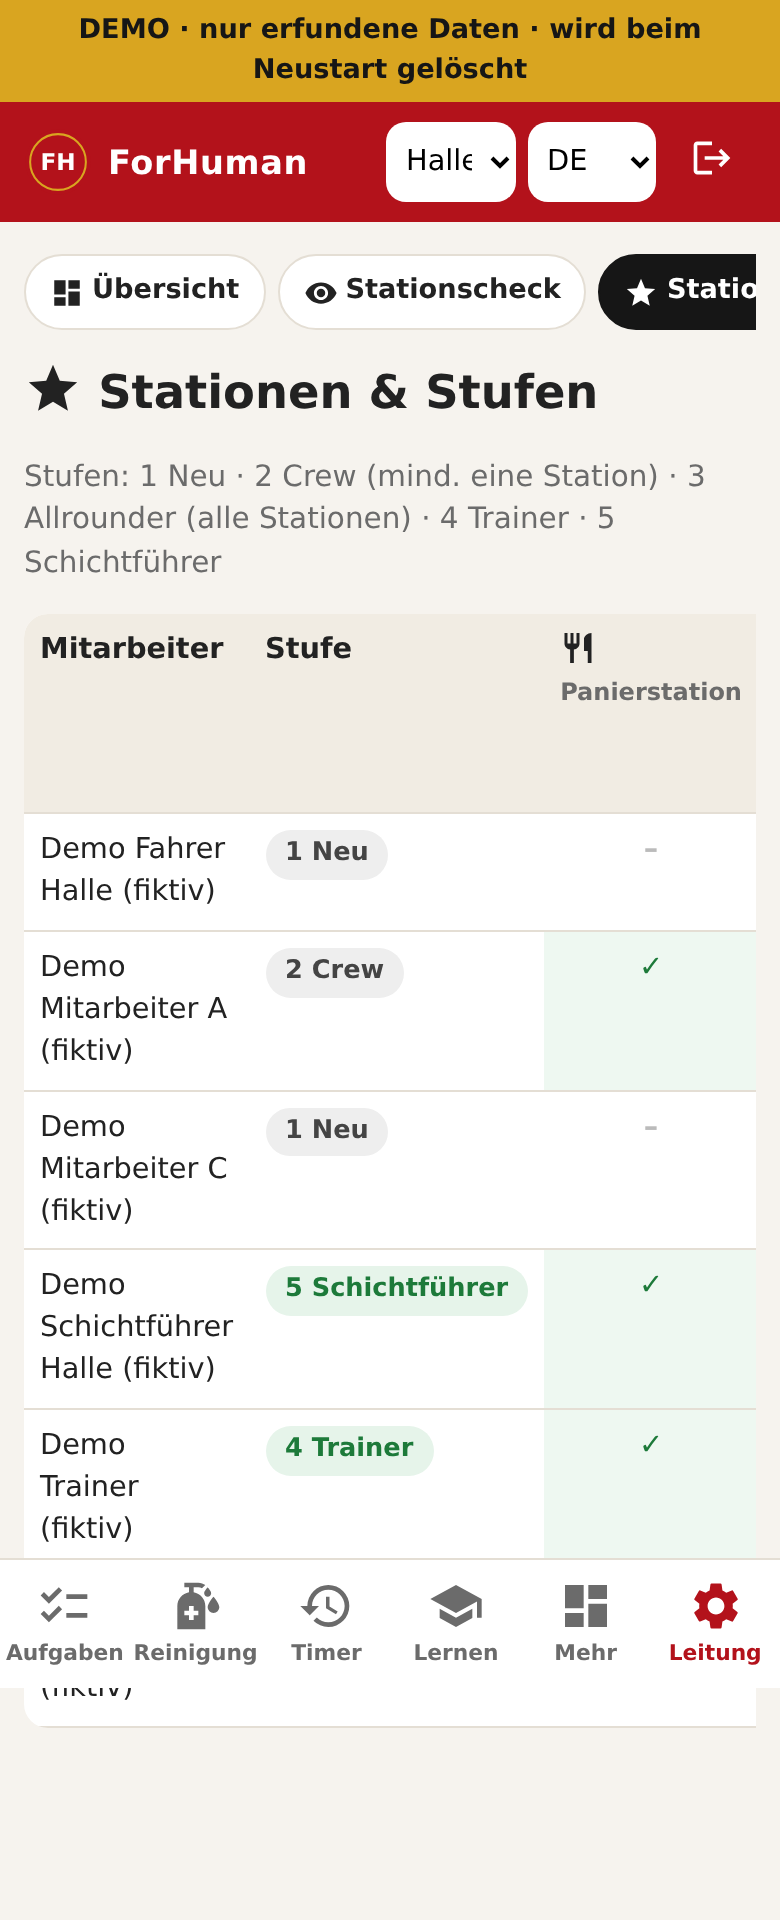 DEMO · nur erfundene Daten · wird beim
Neustart gelöscht
FH ForHuman Halle DE
Übersicht Stationscheck Statio
Stationen & Stufen
Stufen: 1 Neu · 2 Crew (mind. eine Station) · 3
Allrounder (alle Stationen) · 4 Trainer · 5
Schichtführer
Mitarbeiter Stufe
Panierstation
Demo Fahrer 1 Neu –
Halle (fiktiv)
Demo 2 Crew ✓
Mitarbeiter A
(fiktiv)
Demo 1 Neu –
Mitarbeiter C
(fiktiv)
Demo 5 Schichtführer ✓
Schichtführer
Halle (fiktiv)
Demo 4 Trainer ✓
Trainer
(fiktiv)
Aufgaben Reinigung Timer Lernen Mehr Leitung
(fiktiv)